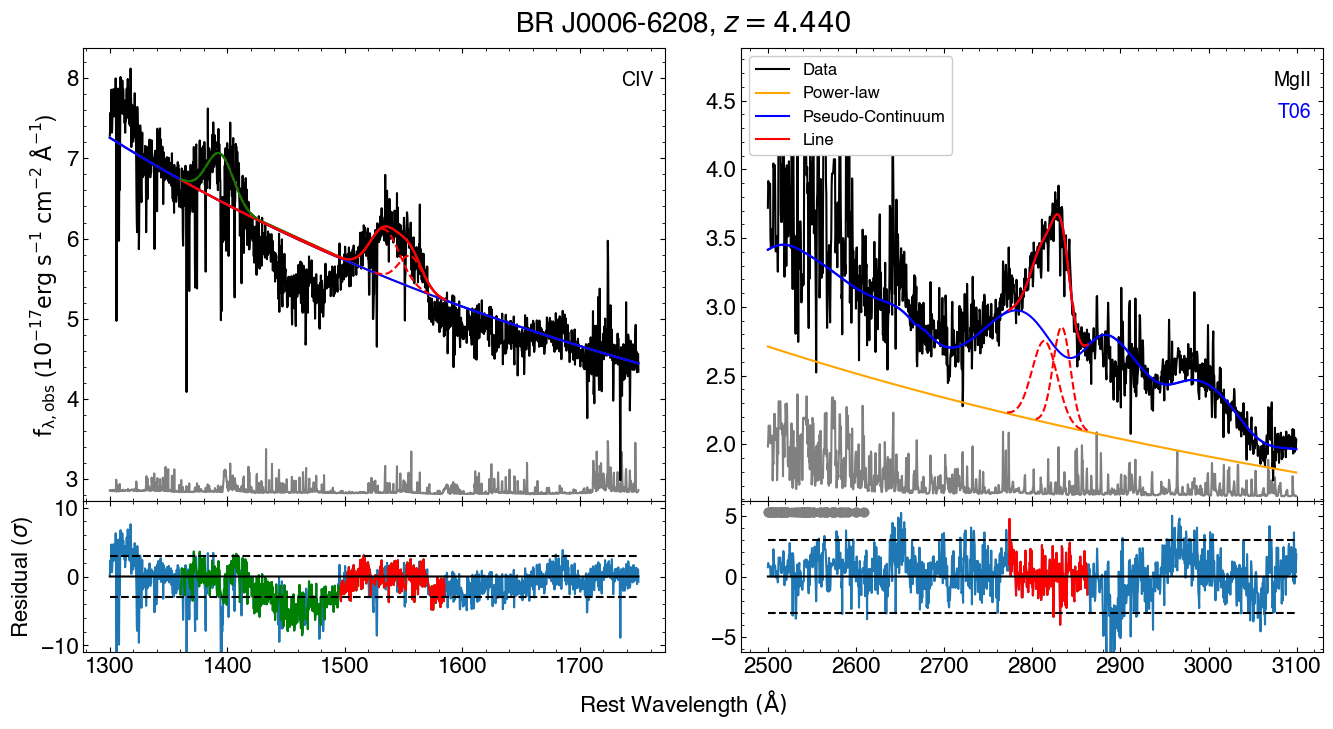 BR J0006-6208, z = 4.440
f_λ,obs (10⁻¹⁷erg s⁻¹ cm⁻² Å⁻¹)
8
7
6
5
4
3
CIV
Residual (σ)
10
0
−10
1300 1400 1500 1600 1700
Data
Power-law
Pseudo-Continuum
Line
MgII
T06
4.5
4.0
3.5
3.0
2.5
2.0
5
0
−5
2500 2600 2700 2800 2900 3000 3100
Rest Wavelength (Å)